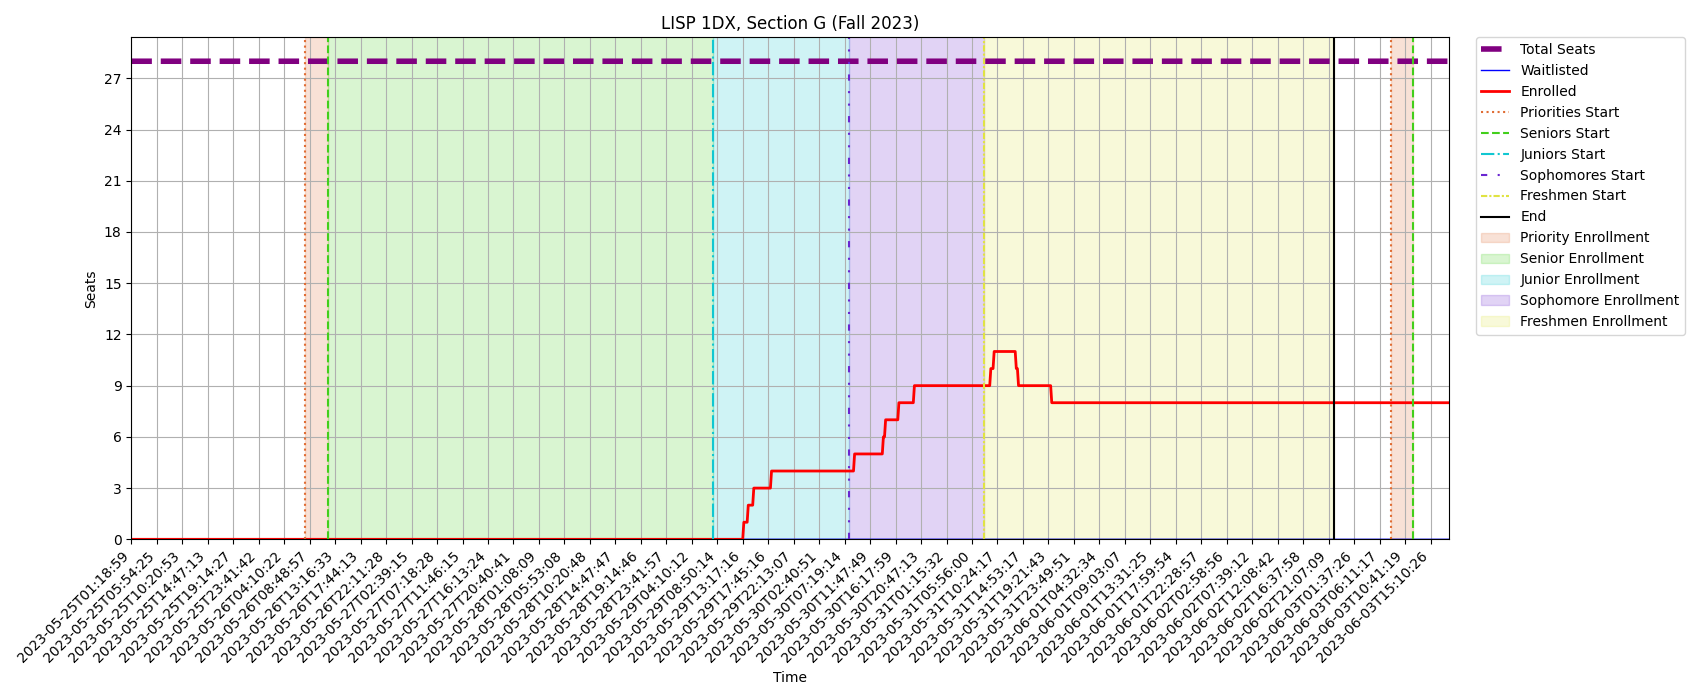 LISP 1DX, Section G (Fall 2023)
Seats
27
24
21
18
15
12
9
6
3
0
2023-05-25T01:18:59
2023-05-25T05:54:25
2023-05-25T10:20:53
2023-05-25T14:47:13
2023-05-25T19:14:27
2023-05-25T23:41:42
2023-05-26T04:10:22
2023-05-26T08:48:57
2023-05-26T13:16:33
2023-05-26T17:44:13
2023-05-26T22:11:28
2023-05-27T02:39:15
2023-05-27T07:18:28
2023-05-27T11:46:15
2023-05-27T16:13:24
2023-05-27T20:40:41
2023-05-28T01:08:09
2023-05-28T05:53:08
2023-05-28T10:20:48
2023-05-28T14:47:47
2023-05-28T19:14:46
2023-05-28T23:41:57
2023-05-29T04:10:12
2023-05-29T08:50:14
2023-05-29T13:17:16
2023-05-29T17:45:16
2023-05-29T22:13:07
2023-05-30T02:40:51
2023-05-30T07:19:14
2023-05-30T11:47:49
2023-05-30T16:17:59
2023-05-30T20:47:13
2023-05-31T01:15:32
2023-05-31T05:56:00
2023-05-31T10:24:17
2023-05-31T14:53:17
2023-05-31T19:21:43
2023-05-31T23:49:51
2023-06-01T04:32:34
2023-06-01T09:03:07
2023-06-01T13:31:25
2023-06-01T17:59:54
2023-06-01T22:28:57
2023-06-02T02:58:56
2023-06-02T07:39:12
2023-06-02T12:08:42
2023-06-02T16:37:58
2023-06-02T21:07:09
2023-06-03T01:37:26
2023-06-03T06:11:17
2023-06-03T10:41:19
2023-06-03T15:10:26
Time
Total Seats
Waitlisted
Enrolled
Priorities Start
Seniors Start
Juniors Start
Sophomores Start
Freshmen Start
End
Priority Enrollment
Senior Enrollment
Junior Enrollment
Sophomore Enrollment
Freshmen Enrollment